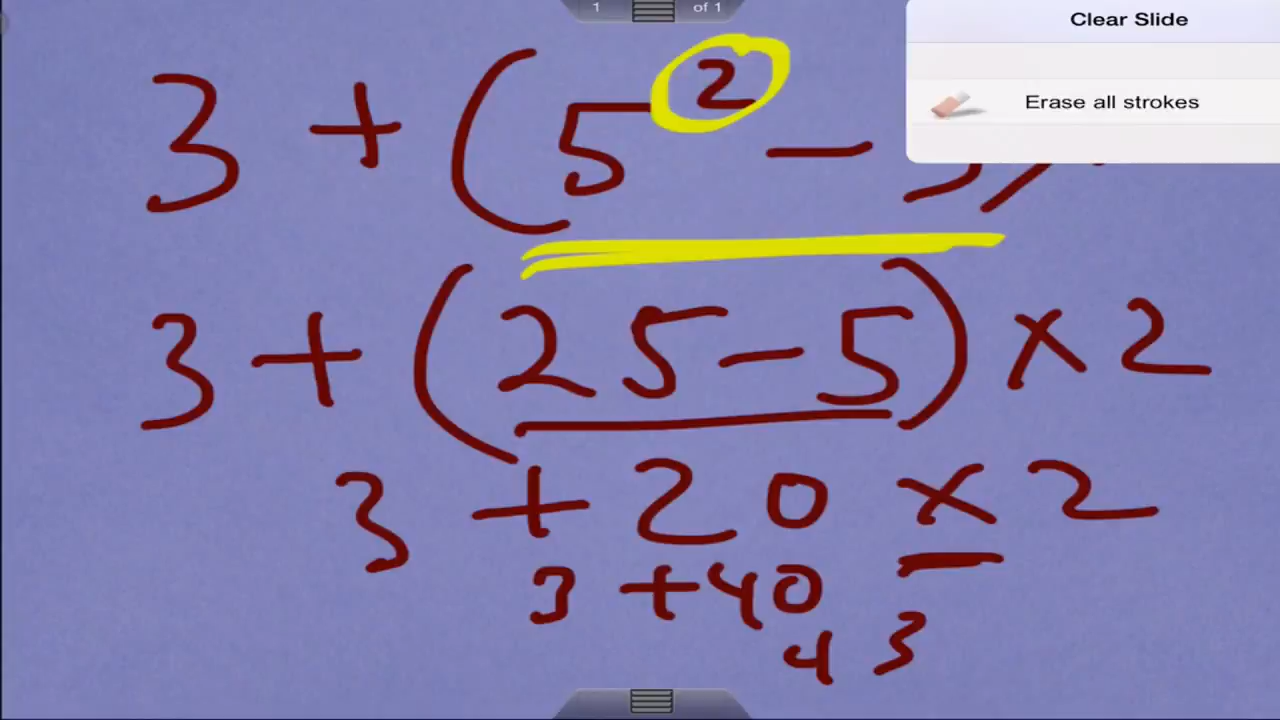 1 of 1
Clear Slide
Erase all strokes
3 + (5² –
3 + (25 – 5) × 2
3 + 20 × 2
3 + 40
43